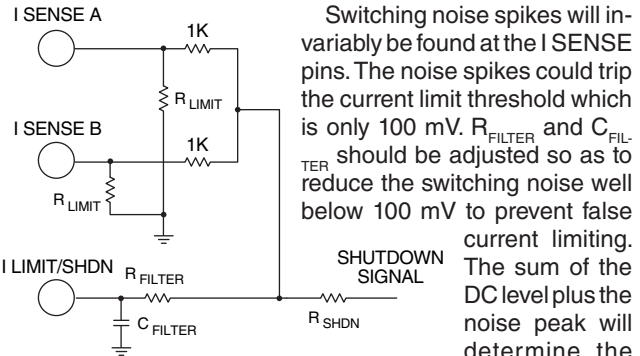 I SENSE A
1K
R LIMIT
I SENSE B
1K
R LIMIT
I LIMIT/SHDN
R FILTER
C FILTER
SHUTDOWN
SIGNAL
R SHDN
Switching noise spikes will in-
variably be found at the I SENSE
pins. The noise spikes could trip
the current limit threshold which
is only 100 mV. RFILTER and CFIL-
TER should be adjusted so as to
reduce the switching noise well
below 100 mV to prevent false
current limiting.
The sum of the
DC level plus the
noise peak will
determine the